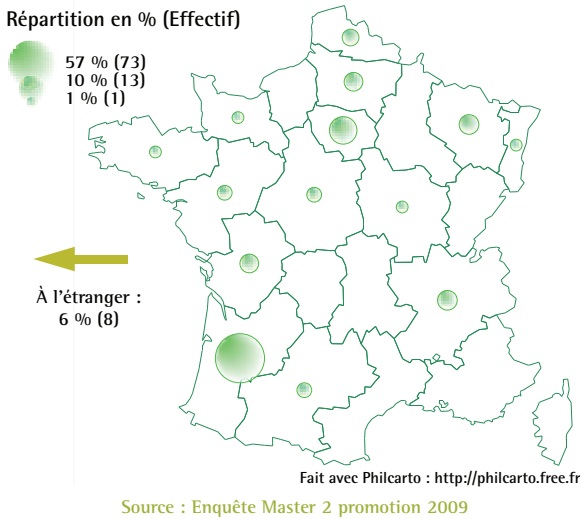 Répartition en % (Effectif)
57 % (73)
10 % (13)
1 % (1)
À l'étranger :
6 % (8)
Fait avec Philcarto : http://philcarto.free.fr
Source : Enquête Master 2 promotion 2009